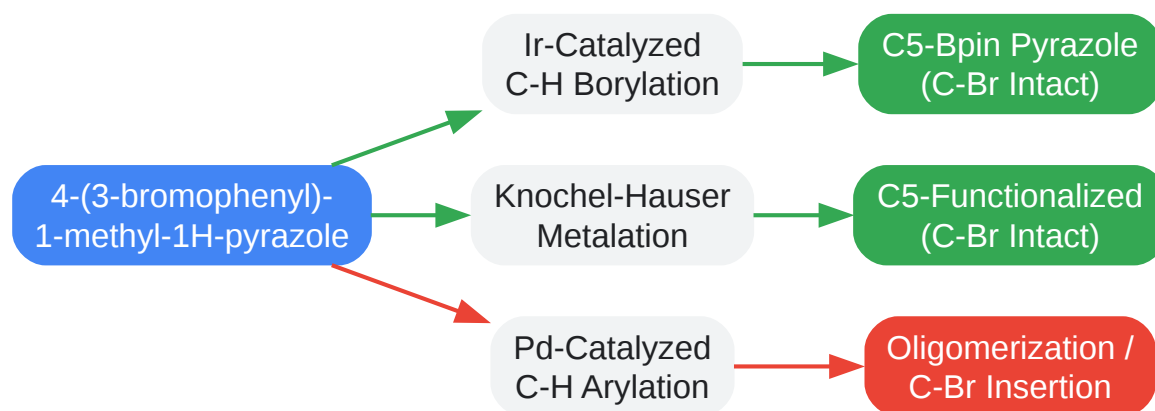 4-(3-bromophenyl)-
1-methyl-1H-pyrazole
Ir-Catalyzed
C-H Borylation
C5-Bpin Pyrazole
(C-Br Intact)
Knochel-Hauser
Metalation
C5-Functionalized
(C-Br Intact)
Pd-Catalyzed
C-H Arylation
Oligomerization /
C-Br Insertion